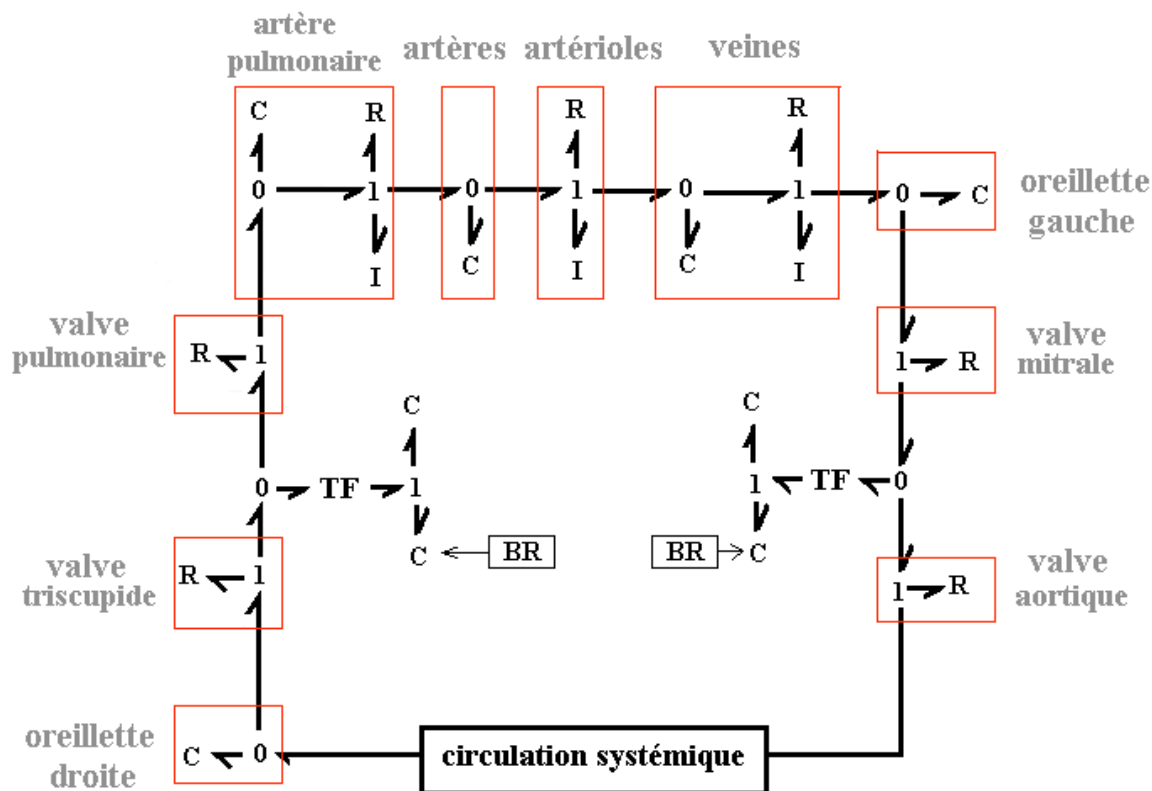 artère
pulmonaire
artères
artérioles
veines
C R R R
0 1 0 1 0 1 0 C
I C I C I
oreillette
gauche
valve
pulmonaire
R 1
1 R
valve
mitrale
C
C
0 TF 1
1 TF 0
C BR
BR C
valve
triscupide
R 1
1 R
valve
aortique
oreillette
droite
C 0
circulation systémique